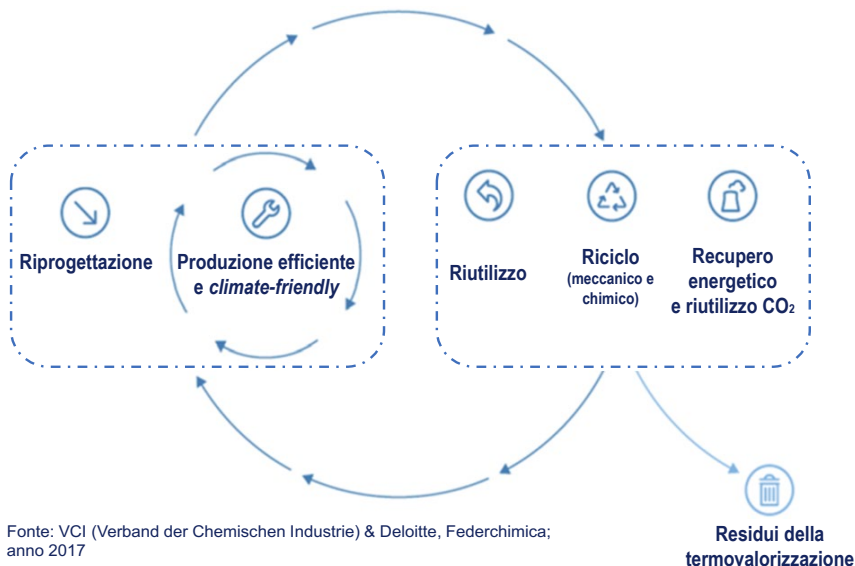 Riprogettazione
Produzione efficiente
e climate-friendly
Riutilizzo
Riciclo
(meccanico e
chimico)
Recupero
energetico
e riutilizzo CO₂
Fonte: VCI (Verband der Chemischen Industrie) & Deloitte, Federchimica;
anno 2017
Residui della
termovalorizzazione